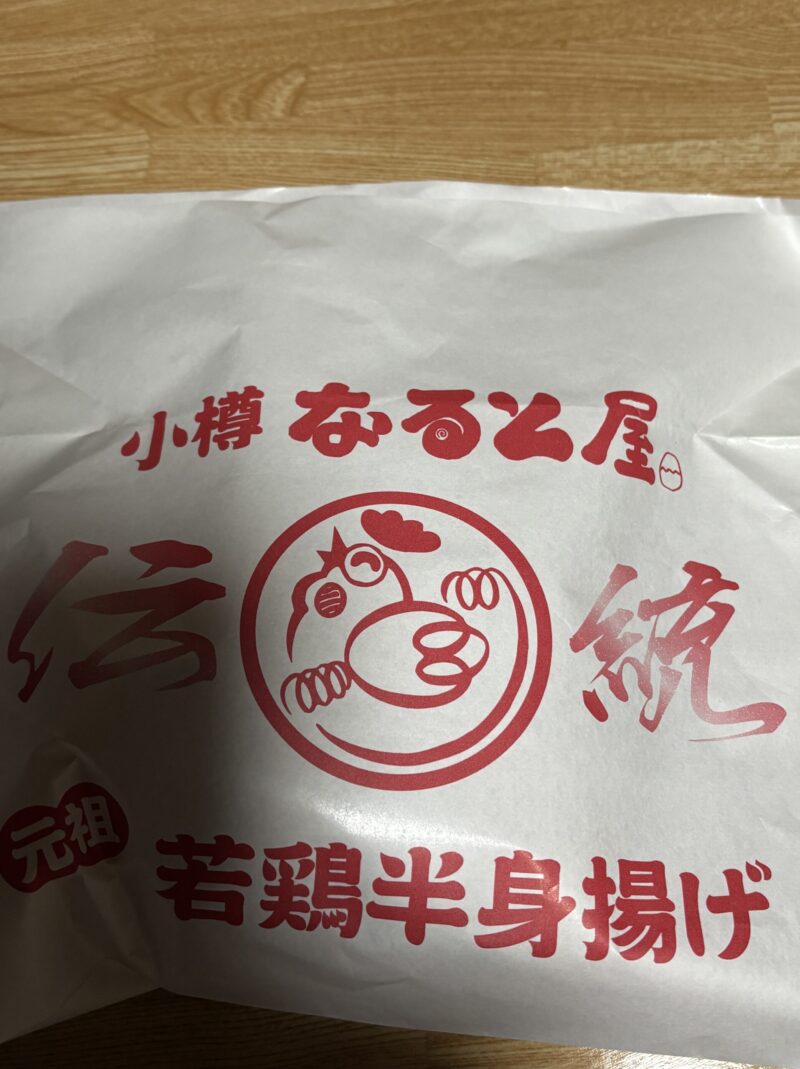 小樽 なると屋
伝統
元祖
若鶏半身揚げ